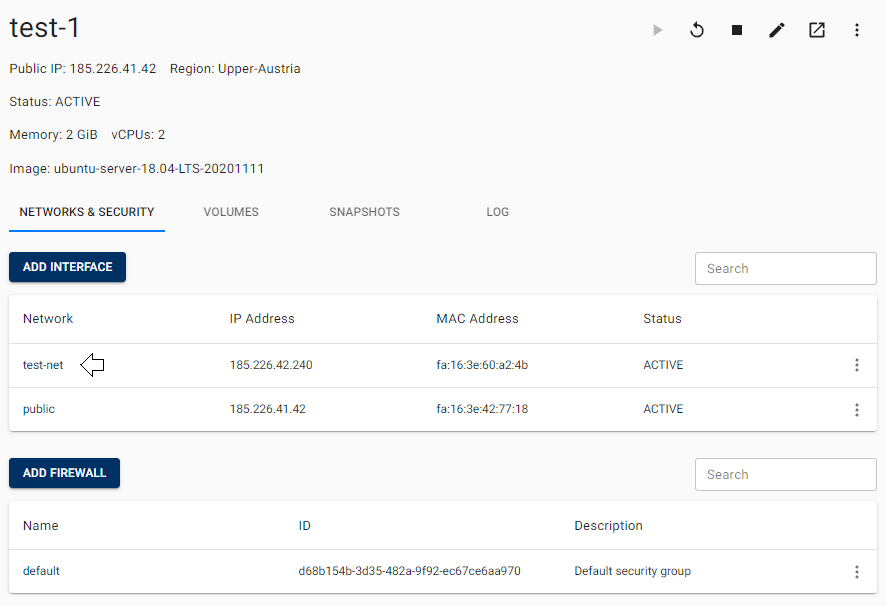 test-1
Public IP: 185.226.41.42 Region: Upper-Austria
Status: ACTIVE
Memory: 2 GiB vCPUs: 2
Image: ubuntu-server-18.04-LTS-20201111
NETWORKS & SECURITY VOLUMES SNAPSHOTS LOG
ADD INTERFACE Search
Network IP Address MAC Address Status
test-net 185.226.42.240 fa:16:3e:60:a2:4b ACTIVE
public 185.226.41.42 fa:16:3e:42:77:18 ACTIVE
ADD FIREWALL Search
Name ID Description
default d68b154b-3d35-482a-9f92-ec67ce6aa970 Default security group